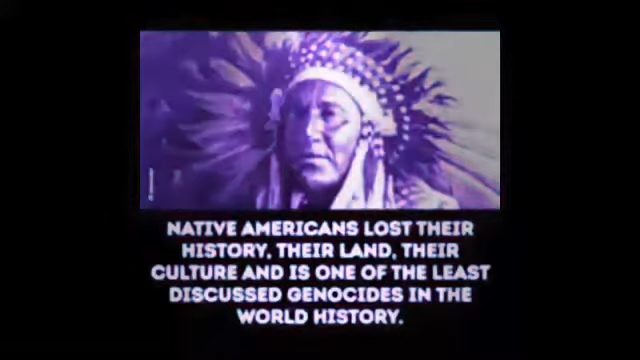 NATIVE AMERICANS LOST THEIR
HISTORY, THEIR LAND, THEIR
CULTURE AND IS ONE OF THE LEAST
DISCUSSED GENOCIDES IN THE
WORLD HISTORY.